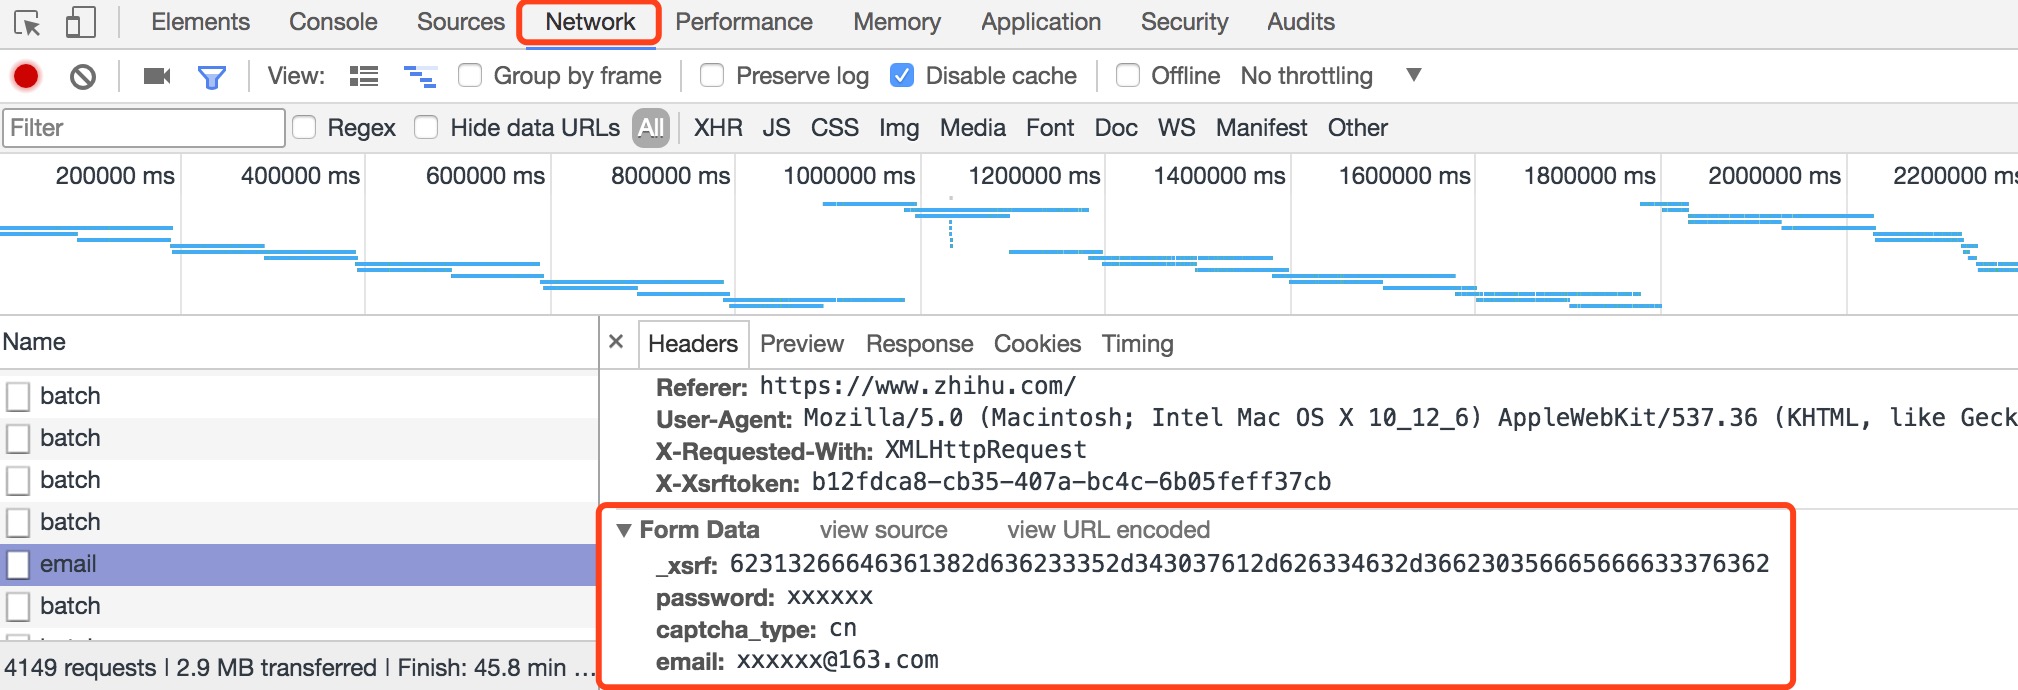 Elements Console Sources Network Performance Memory Application Security Audits
View: Group by frame Preserve log Disable cache Offline No throttling
Filter Regex Hide data URLs All XHR JS CSS Img Media Font Doc WS Manifest Other
200000 ms 400000 ms 600000 ms 800000 ms 1000000 ms 1200000 ms 1400000 ms 1600000 ms 1800000 ms 2000000 ms 2200000 ms
Name
batch
batch
batch
batch
email
batch
4149 requests | 2.9 MB transferred | Finish: 45.8 min ...
× Headers Preview Response Cookies Timing
Referer: https://www.zhihu.com/
User-Agent: Mozilla/5.0 (Macintosh; Intel Mac OS X 10_12_6) AppleWebKit/537.36 (KHTML, like Geck
X-Requested-With: XMLHttpRequest
X-Xsrftoken: b12fdca8-cb35-407a-bc4c-6b05feff37cb
Form Data view source view URL encoded
_xsrf: 62313266646361382d636233352d343037612d626334632d366230356665666633376362
password: xxxxxx
captcha_type: cn
email: xxxxxx@163.com